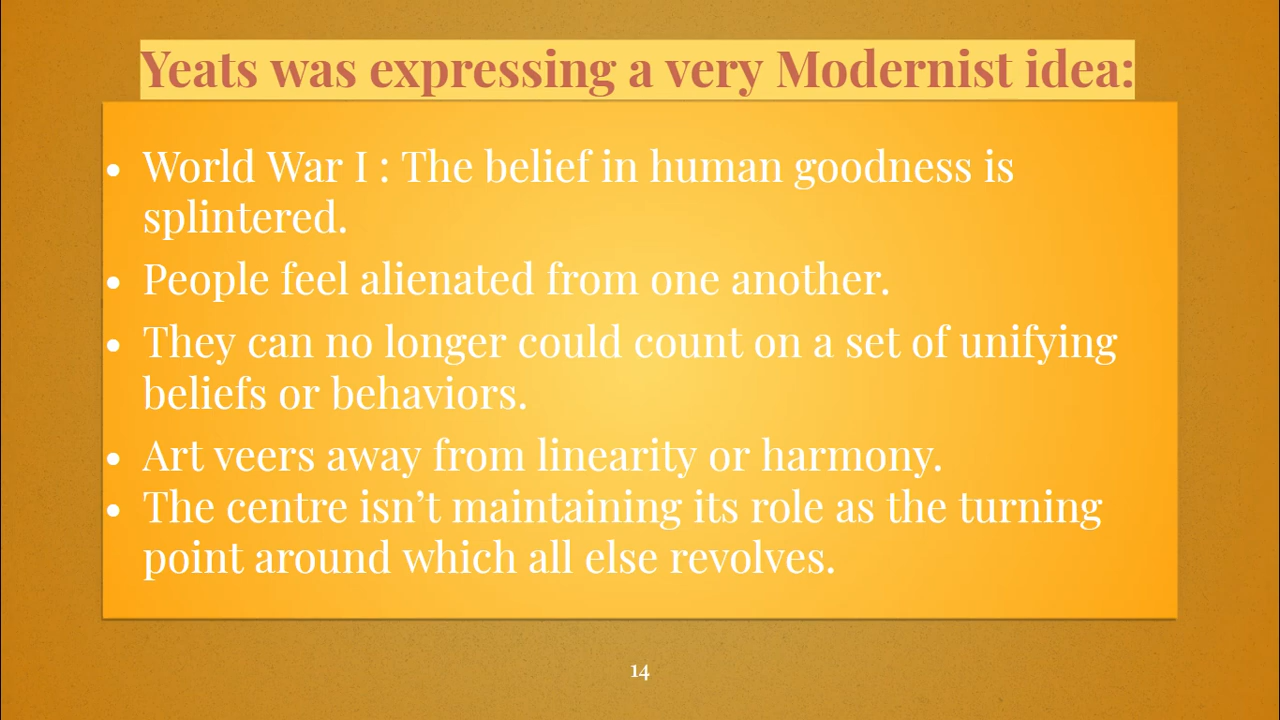 Yeats was expressing a very Modernist idea:
• World War I : The belief in human goodness is
splintered.
• People feel alienated from one another.
• They can no longer could count on a set of unifying
beliefs or behaviors.
• Art veers away from linearity or harmony.
• The centre isn’t maintaining its role as the turning
point around which all else revolves.
14